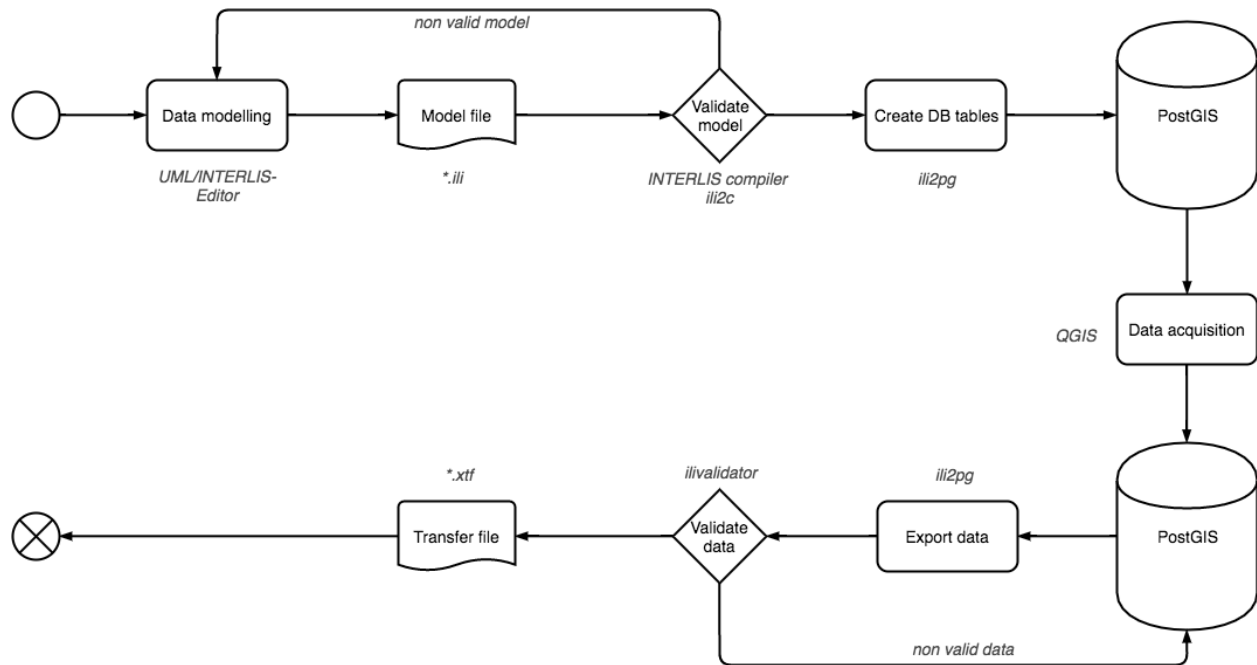 non valid model
Data modelling
Model file
Validate
model
Create DB tables
PostGIS
UML/INTERLIS-
Editor
*.ili
INTERLIS compiler
ili2c
ili2pg
QGIS
Data acquisition
*.xtf
ilivalidator
ili2pg
Transfer file
Validate
data
Export data
PostGIS
non valid data